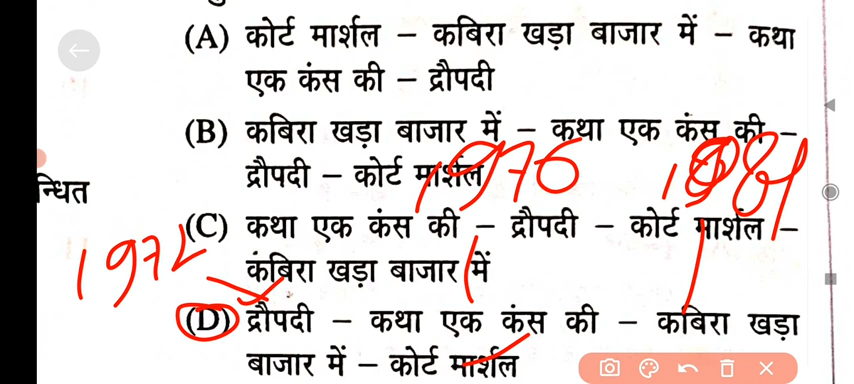 (A) कोर्ट मार्शल – कबिरा खड़ा बाजार में – कथा
एक कंस की – द्रौपदी
(B) कबिरा खड़ा बाजार में – कथा एक कंस की –
द्रौपदी – कोर्ट मार्शल
1976
न्धित
(C) कथा एक कंस की – द्रौपदी – कोर्ट मार्शल –
कबिरा खड़ा बाजार में
1972
(D) द्रौपदी – कथा एक कंस की – कबिरा खड़ा
बाजार में – कोर्ट मार्शल